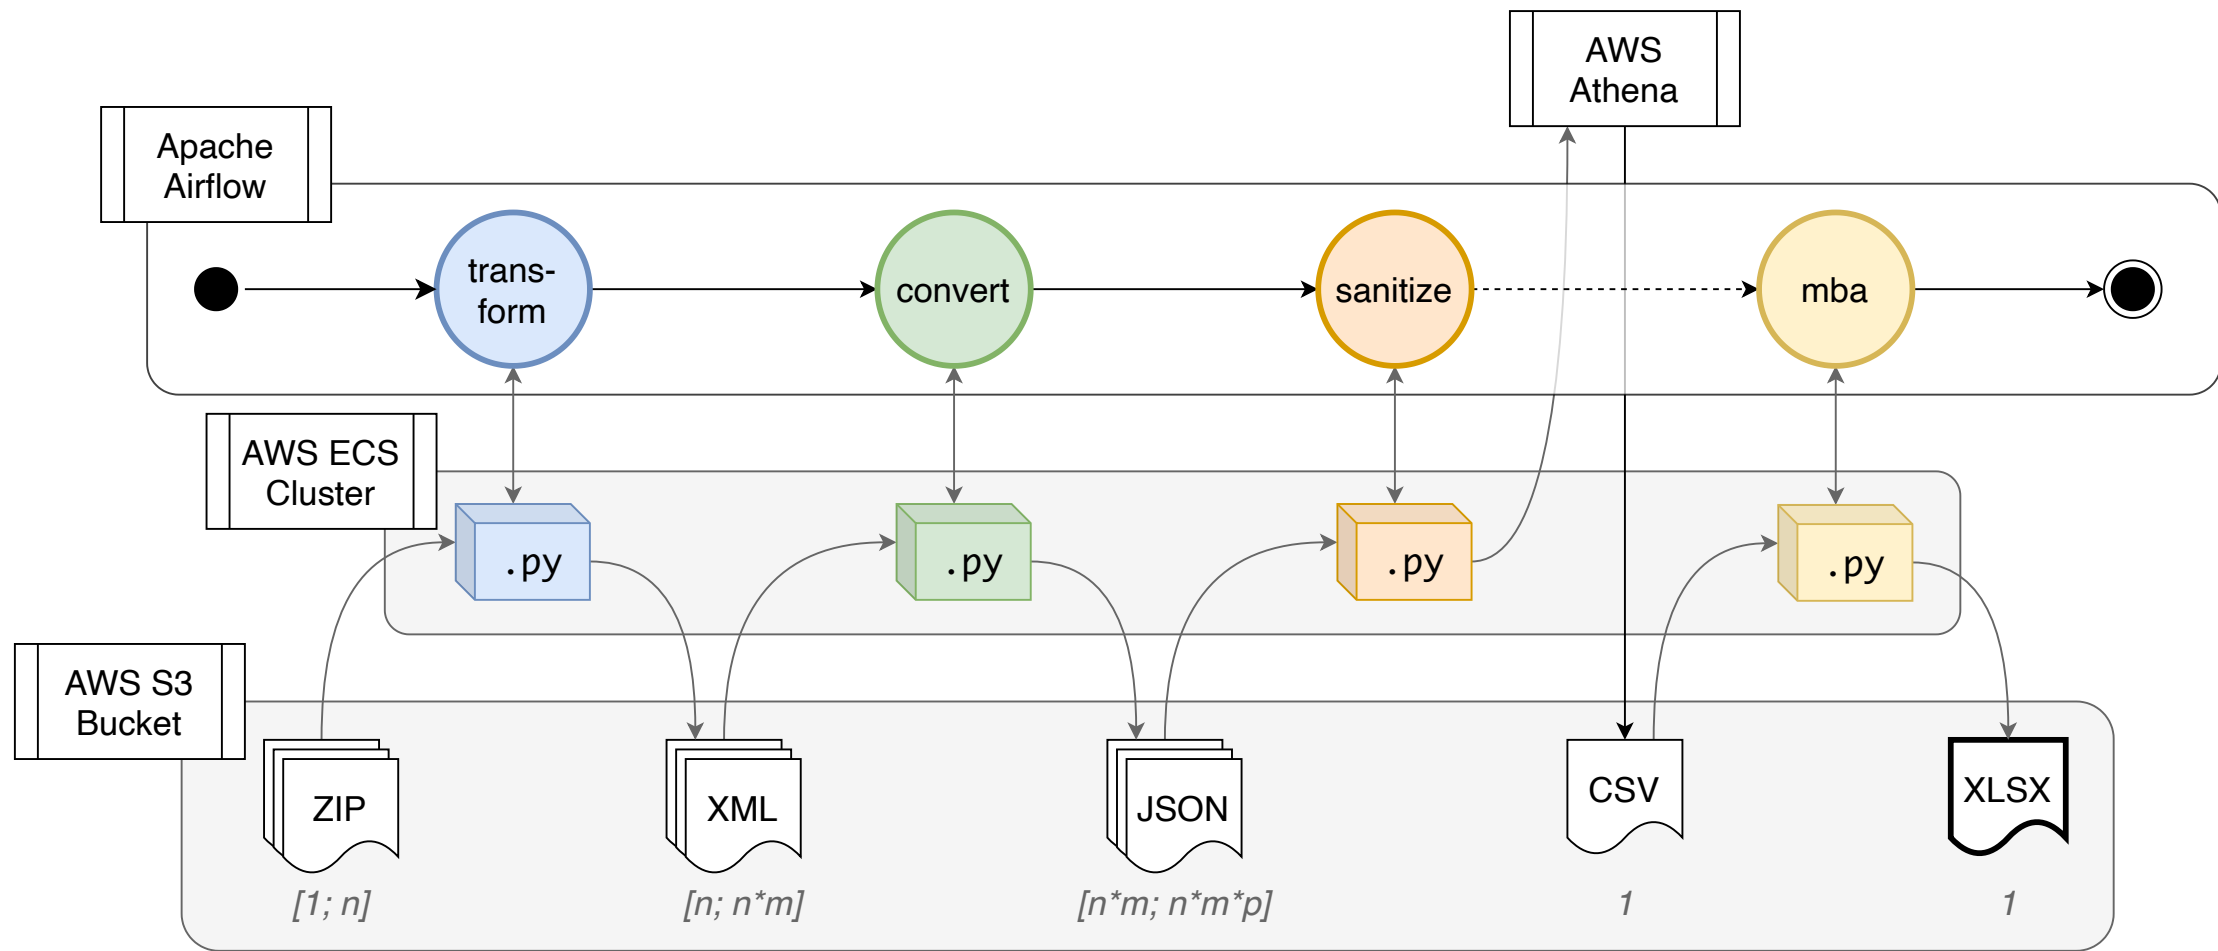 AWS
Athena
Apache
Airflow
trans-
form
convert
sanitize
mba
AWS ECS
Cluster
.py
.py
.py
.py
AWS S3
Bucket
ZIP
XML
JSON
CSV
XLSX
[1; n]
[n; n*m]
[n*m; n*m*p]
1
1